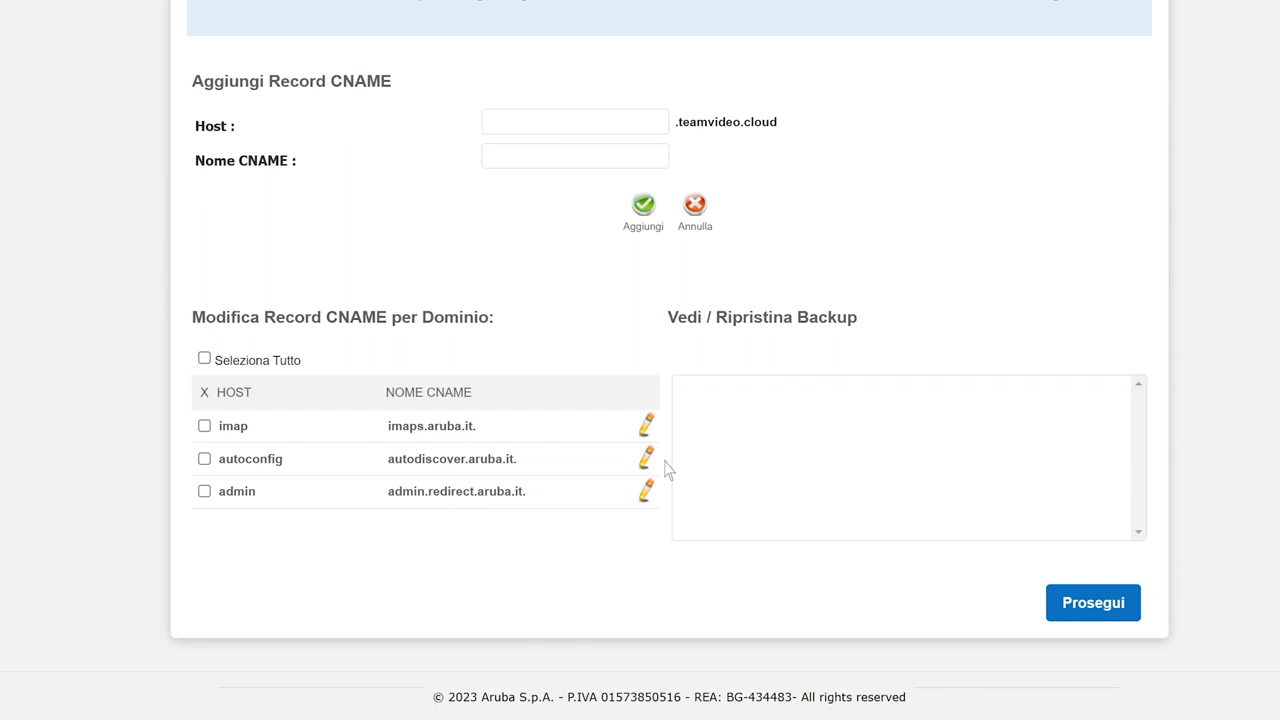 Aggiungi Record CNAME
Host :
.teamvideo.cloud
Nome CNAME :
Aggiungi
Annulla
Modifica Record CNAME per Dominio:
Vedi / Ripristina Backup
Seleziona Tutto
X HOST NOME CNAME
imap imaps.aruba.it.
autoconfig autodiscover.aruba.it.
admin admin.redirect.aruba.it.
Prosegui
© 2023 Aruba S.p.A. - P.IVA 01573850516 - REA: BG-434483- All rights reserved